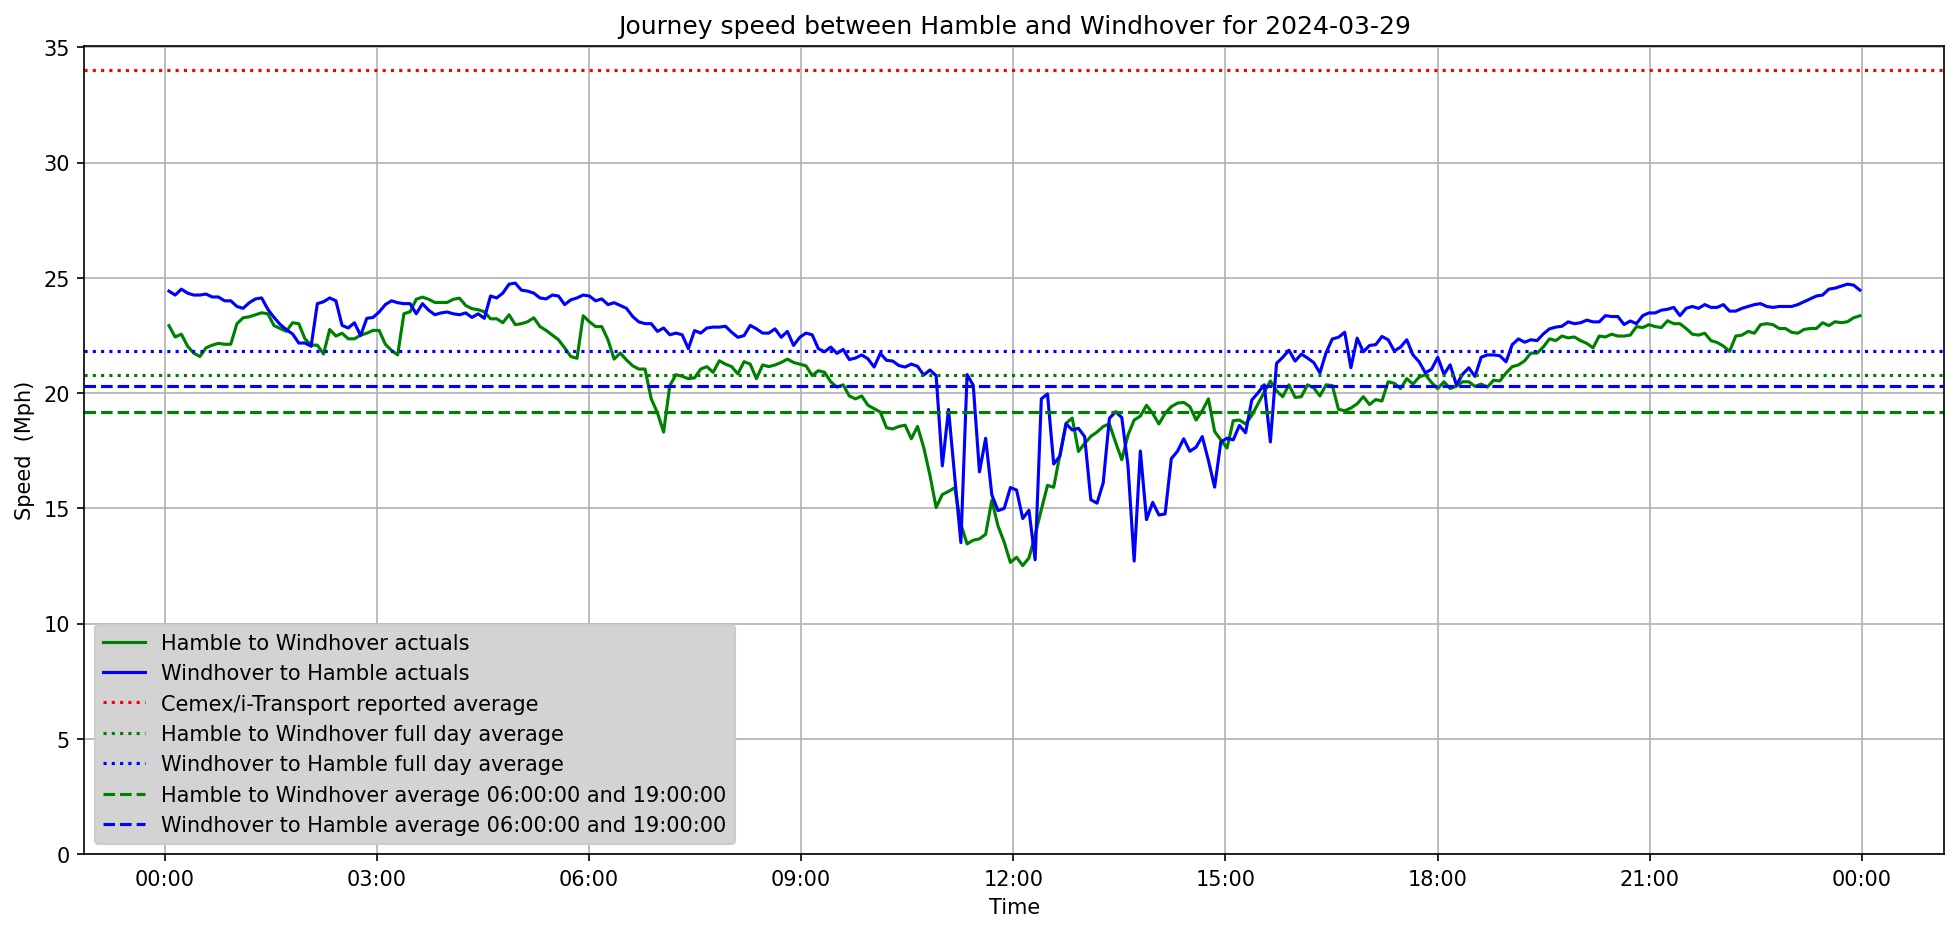 Journey speed between Hamble and Windhover for 2024-03-29
35
30
25
20
15
10
5
0
Speed (Mph)
Hamble to Windhover actuals
Windhover to Hamble actuals
Cemex/i-Transport reported average
Hamble to Windhover full day average
Windhover to Hamble full day average
Hamble to Windhover average 06:00:00 and 19:00:00
Windhover to Hamble average 06:00:00 and 19:00:00
00:00 03:00 06:00 09:00 12:00 15:00 18:00 21:00 00:00
Time